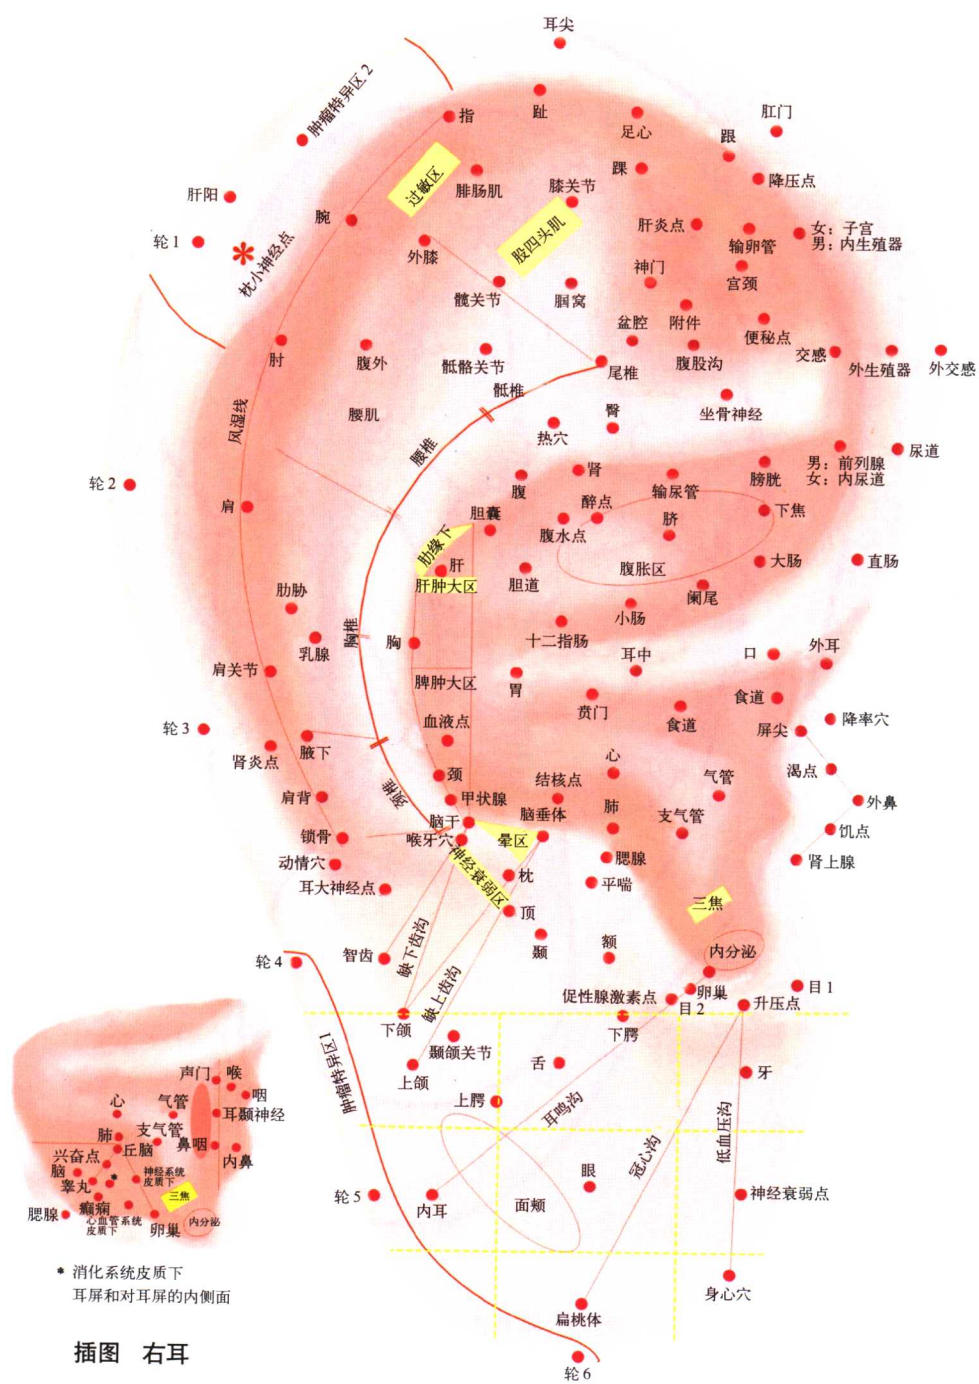 耳尖
肿瘤特异区2
指
趾
足心
跟
肛门
过敏区
腓肠肌
膝关节
踝
降压点
肝阳
腕
外膝
股四头肌
肝炎点
输卵管
女：子宫
男：内生殖器
轮1
枕小神经点
髋关节
腘窝
神门
宫颈
盆腔
附件
便秘点
肘
腹外
骶骼关节
尾椎
腹股沟
交感
外生殖器
外交感
骶椎
腰肌
坐骨神经
风湿线
腰椎
热穴
臀
男：前列腺
女：内尿道
尿道
轮2
腹
肾
输尿管
膀胱
肩
胆囊
醉点
脐
下焦
腹水点
肋缘下
肝
肝肿大区
胆道
腹胀区
大肠
直肠
阑尾
肋胁
小肠
乳腺
胸椎
胸
十二指肠
耳中
口
外耳
肩关节
脾肿大区
胃
贲门
食道
食道
轮3
腋下
血液点
屏尖
降率穴
肾炎点
颈
结核点
心
气管
渴点
肩背
颈椎
甲状腺
脑垂体
肺
支气管
外鼻
锁骨
脑干
喉牙穴
晕区
饥点
动情穴
神经衰弱区
枕
腮腺
肾上腺
耳大神经点
平喘
顶
三焦
智齿
缺下齿沟
颞
额
内分泌
轮4
缺上齿沟
促性腺激素点
卵巢
目2
目1
升压点
下颌
下腭
肿瘤特异区1
颞颌关节
上颌
舌
牙
上腭
耳鸣沟
冠心沟
低血压沟
轮5
内耳
面颊
眼
神经衰弱点
身心穴
扁桃体
轮6
声门
喉
咽
心
气管
耳颞神经
肺
支气管
鼻咽
内鼻
兴奋点
丘脑
脑
神经系统
皮质下
睾丸
癫痫
三焦
腮腺
心血管系统
皮质下
卵巢
内分泌
* 消化系统皮质下
耳屏和对耳屏的内侧面
插图 右耳